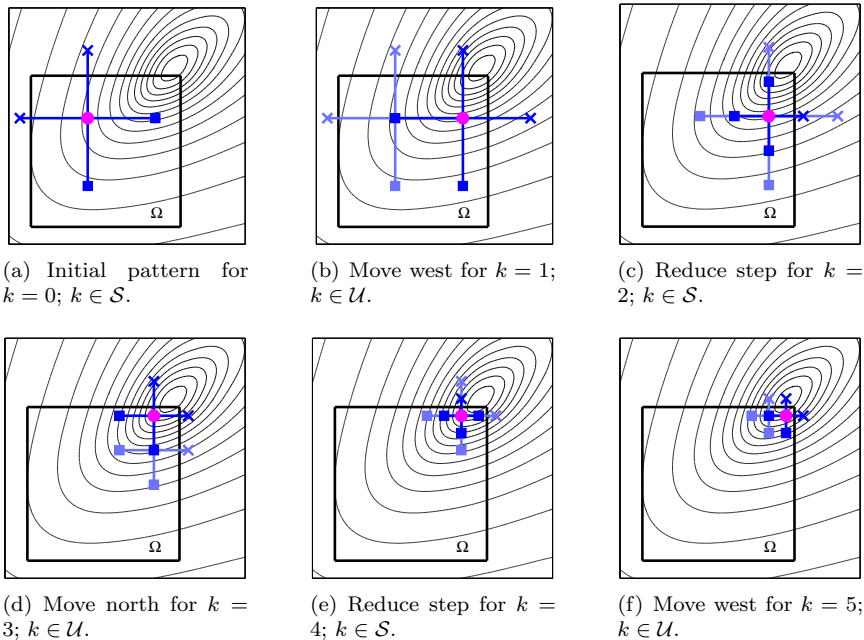 Ω
Ω
Ω
(a) Initial pattern for
k = 0; k ∈ S.
(b) Move west for k = 1;
k ∈ U.
(c) Reduce step for k =
2; k ∈ S.
Ω
Ω
Ω
(d) Move north for k =
3; k ∈ U.
(e) Reduce step for k =
4; k ∈ S.
(f) Move west for k = 5;
k ∈ U.